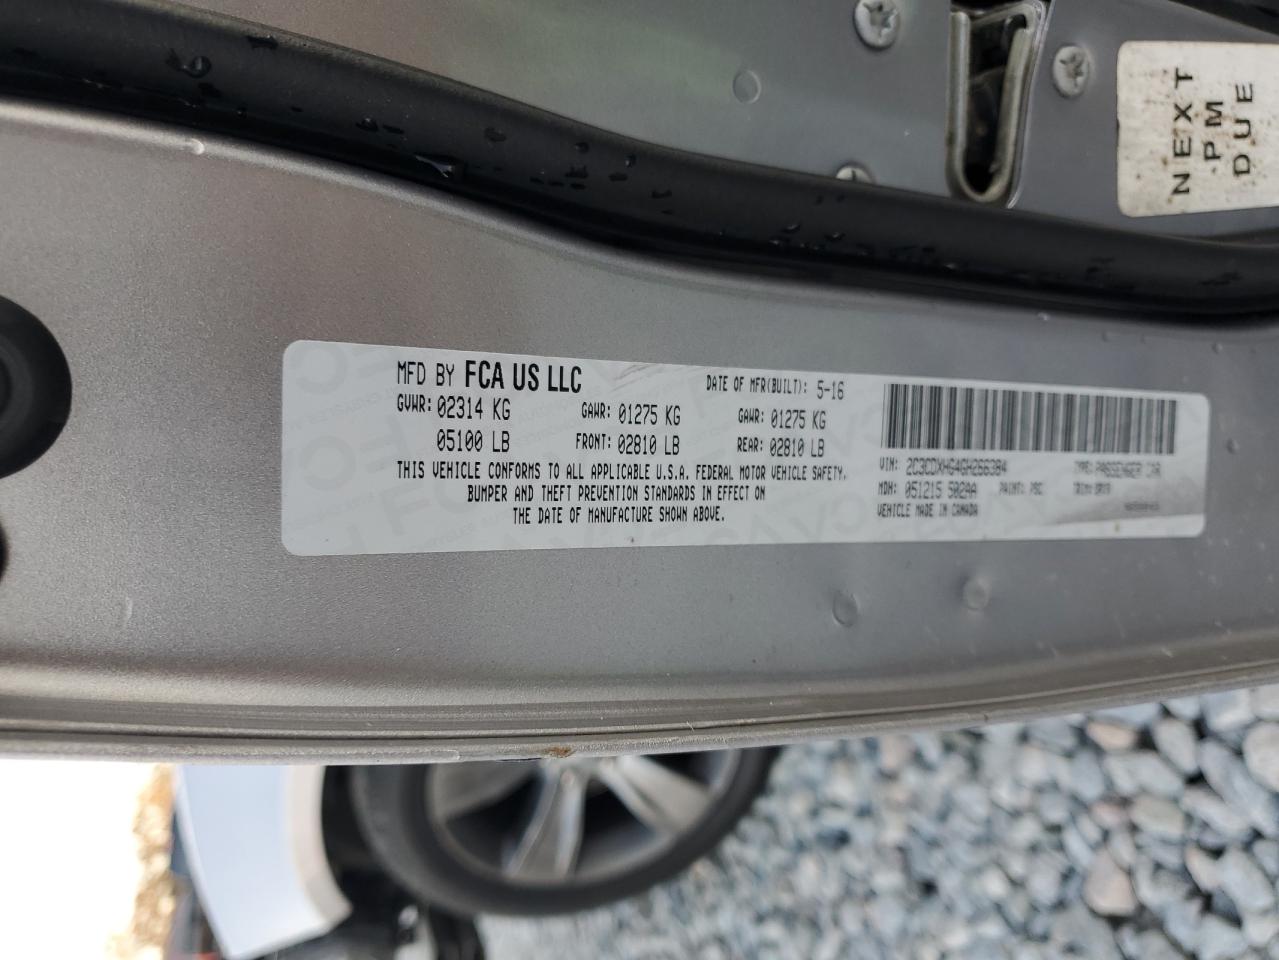 NEXT
PM
DUE
MFD BY FCA US LLC DATE OF MFR(BUILT): 5-16
GVWR: 02314 KG GAWR: 01275 KG GAWR: 01275 KG
05100 LB FRONT: 02810 LB REAR: 02810 LB
THIS VEHICLE CONFORMS TO ALL APPLICABLE U.S.A. FEDERAL MOTOR VEHICLE SAFETY,
BUMPER AND THEFT PREVENTION STANDARDS IN EFFECT ON
THE DATE OF MANUFACTURE SHOWN ABOVE.
VIN: 2C3CDXHG4GH266384 TYPE: PASSENGER CAR
MDH: 051215 502AA PAINT: PSC TRIM:
VEHICLE MADE IN CANADA